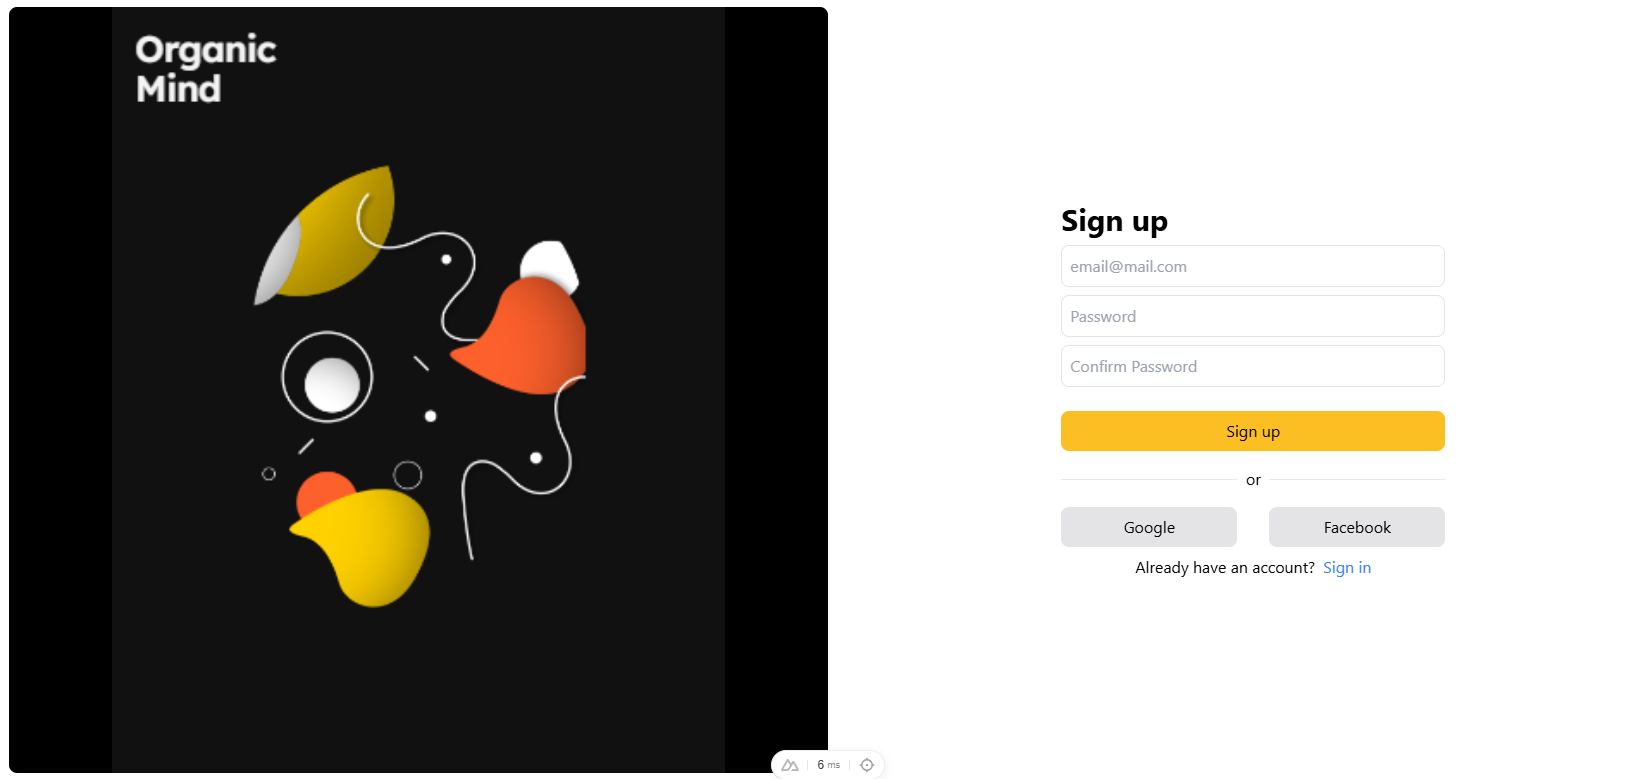 Organic
Mind
Sign up
email@mail.com
Password
Confirm Password
Sign up
or
Google
Facebook
Already have an account? Sign in
6 ms